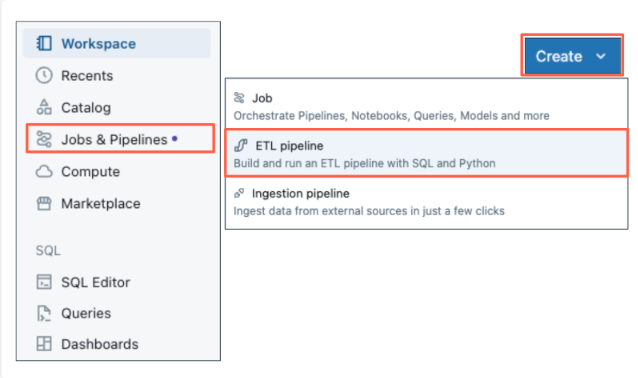 Workspace
Recents
Catalog
Jobs & Pipelines
Compute
Marketplace
SQL
SQL Editor
Queries
Dashboards
Create
Job
Orchestrate Pipelines, Notebooks, Queries, Models and more
ETL pipeline
Build and run an ETL pipeline with SQL and Python
Ingestion pipeline
Ingest data from external sources in just a few clicks